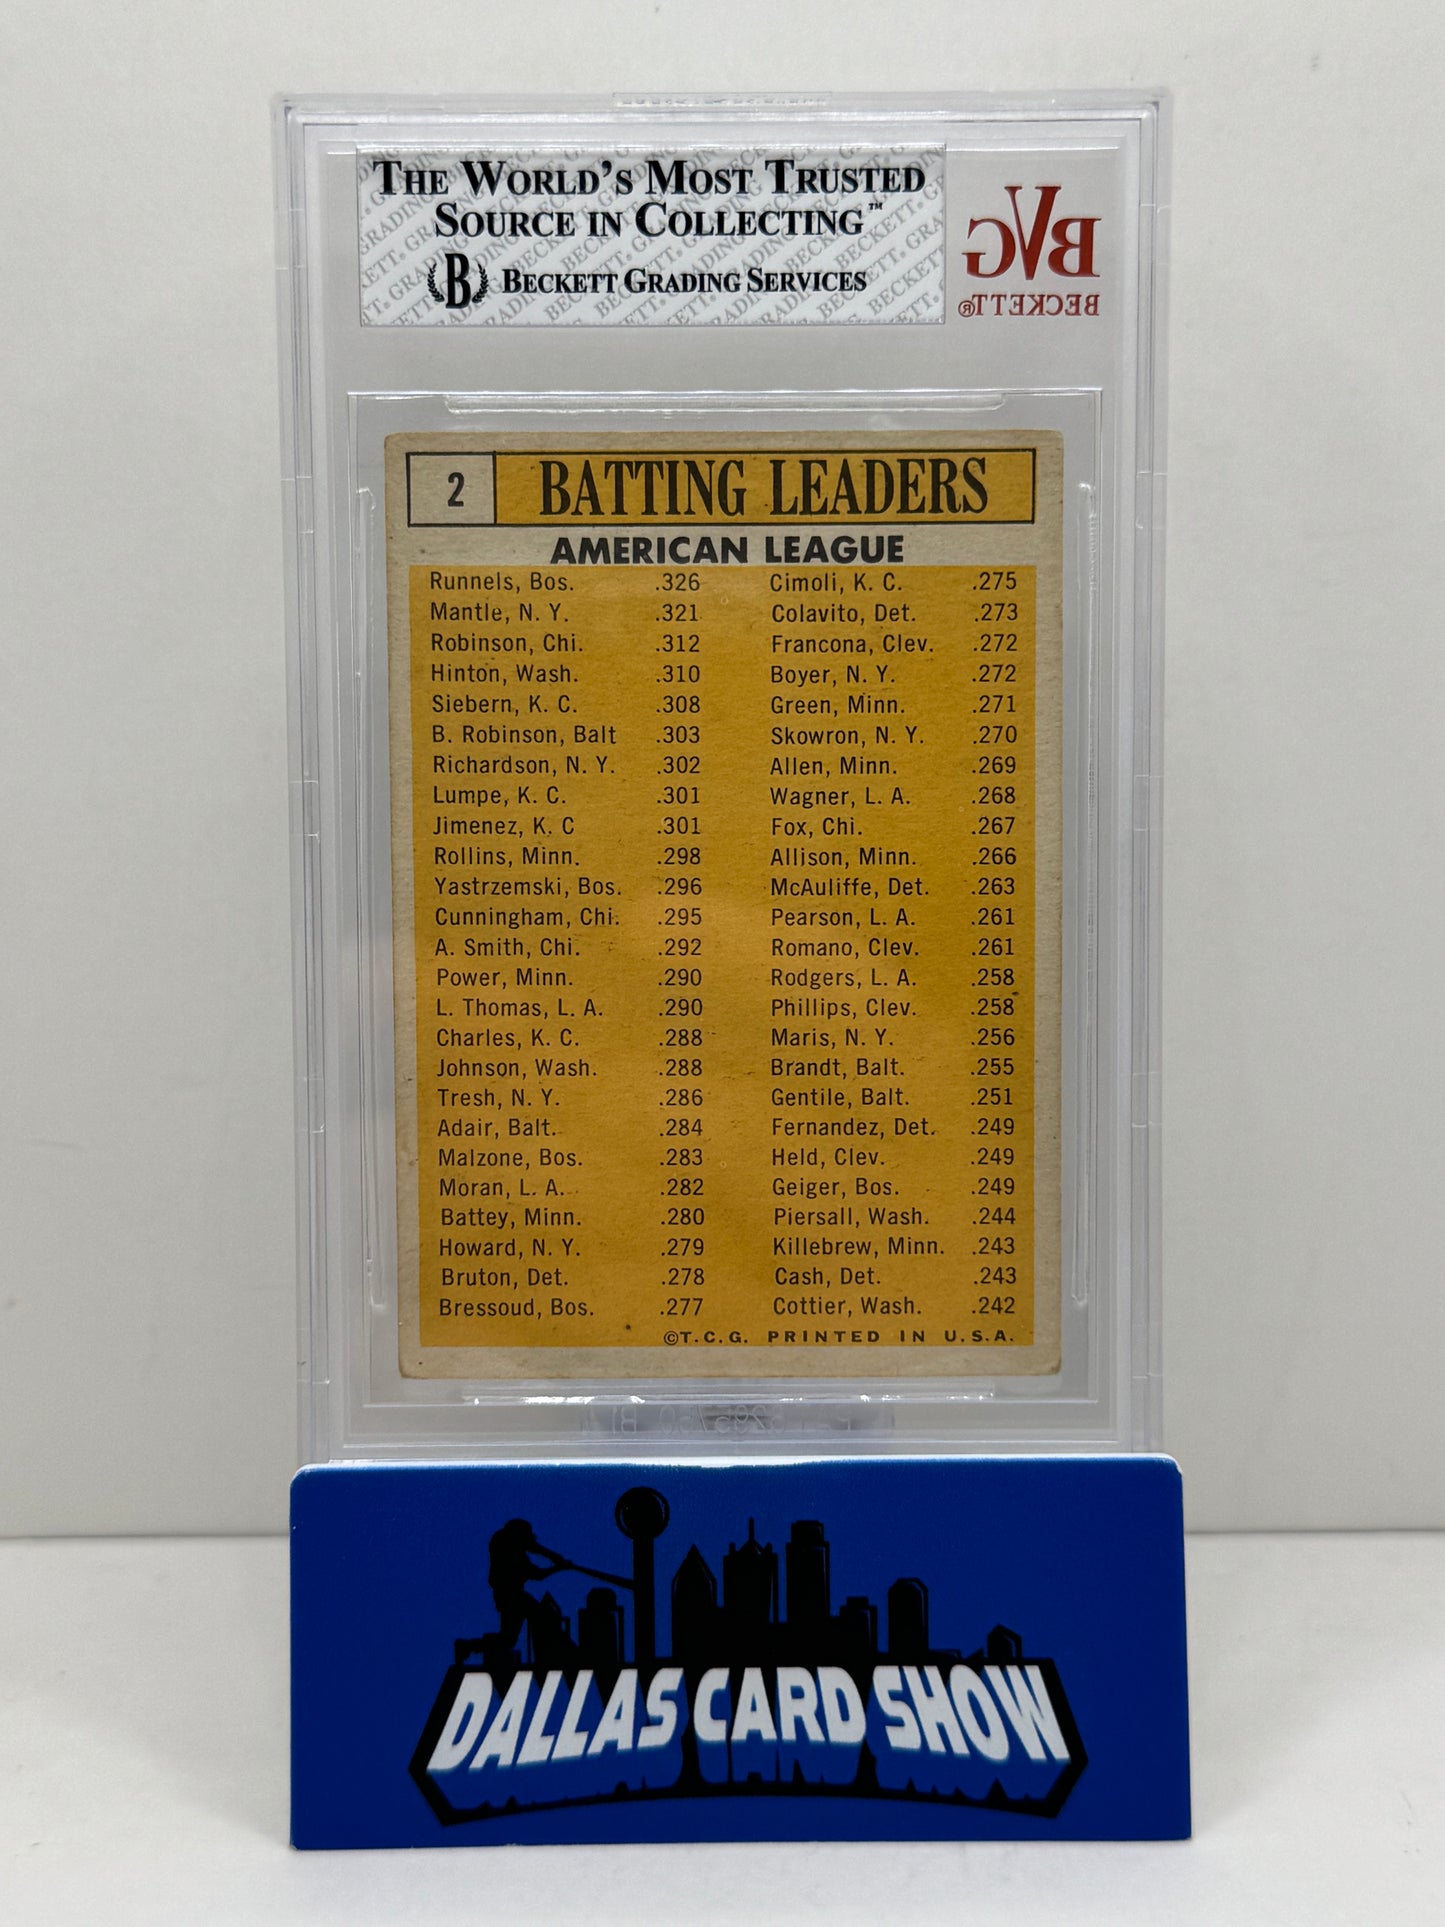 THE WORLD'S MOST TRUSTED
SOURCE IN COLLECTING™
B BECKETT GRADING SERVICES
BVG
BECKETT®
2 BATTING LEADERS
AMERICAN LEAGUE
Runnels, Bos. .326
Mantle, N. Y. .321
Robinson, Chi. .312
Hinton, Wash. .310
Siebern, K. C. .308
B. Robinson, Balt .303
Richardson, N. Y. .302
Lumpe, K. C. .301
Jimenez, K. C .301
Rollins, Minn. .298
Yastrzemski, Bos. .296
Cunningham, Chi. .295
A. Smith, Chi. .292
Power, Minn. .290
L. Thomas, L. A. .290
Charles, K. C. .288
Johnson, Wash. .288
Tresh, N. Y. .286
Adair, Balt. .284
Malzone, Bos. .283
Moran, L. A. .282
Battey, Minn. .280
Howard, N. Y. .279
Bruton, Det. .278
Bressoud, Bos. .277
Cimoli, K. C. .275
Colavito, Det. .273
Francona, Clev. .272
Boyer, N. Y. .272
Green, Minn. .271
Skowron, N. Y. .270
Allen, Minn. .269
Wagner, L. A. .268
Fox, Chi. .267
Allison, Minn. .266
McAuliffe, Det. .263
Pearson, L. A. .261
Romano, Clev. .261
Rodgers, L. A. .258
Phillips, Clev. .258
Maris, N. Y. .256
Brandt, Balt. .255
Gentile, Balt. .251
Fernandez, Det. .249
Held, Clev. .249
Geiger, Bos. .249
Piersall, Wash. .244
Killebrew, Minn. .243
Cash, Det. .243
Cottier, Wash. .242
©T.C.G. PRINTED IN U.S.A.
DALLAS CARD SHOW